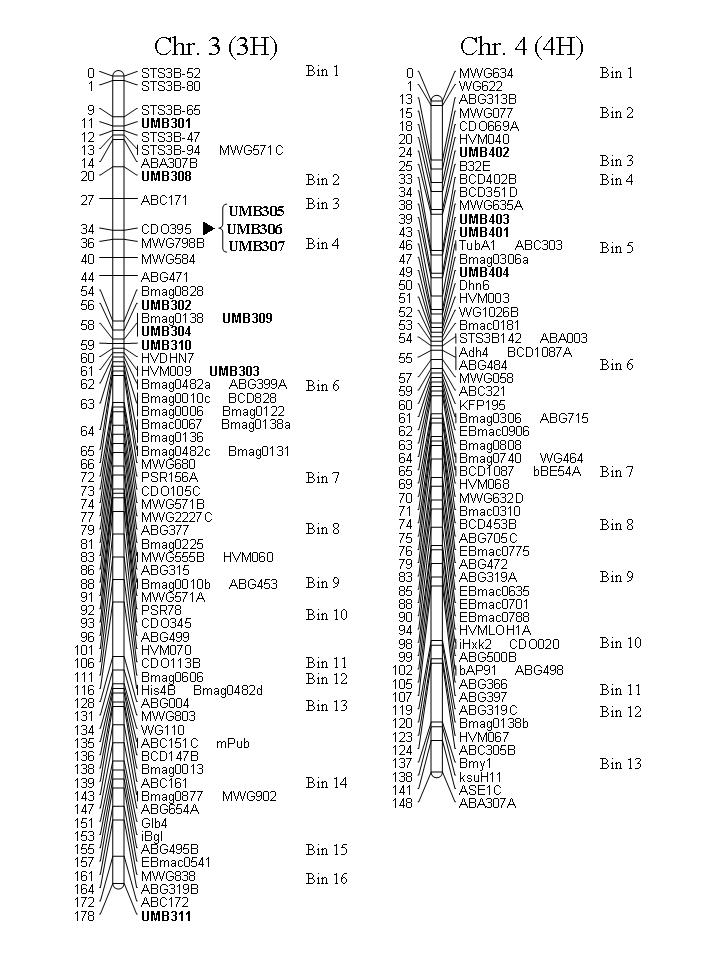 Chr. 3 (3H)
0 STS3B-52 Bin 1
1 STS3B-80
9 STS3B-65
11 UMB301
12 STS3B-47
13 STS3B-94 MWG571C
14 ABA307B
20 UMB308 Bin 2
27 ABC171 Bin 3
UMB305
34 CDO395 UMB306
36 MWG798B UMB307 Bin 4
40 MWG584
44 ABG471
54 Bmag0828
56 UMB302
58 Bmag0138 UMB309
UMB304
59 UMB310
60 HVDHN7
61 HVM009 UMB303
62 Bmag0482a ABG399A Bin 6
63 Bmag0010c BCD828
Bmag0006 Bmag0122
64 Bmac0067 Bmag0138a
Bmag0136
65 Bmag0482c Bmag0131
66 MWG680
72 PSR156A Bin 7
73 CDO105C
74 MWG571B
77 MWG2227C
79 ABG377 Bin 8
81 Bmag0225
83 MWG555B HVM060
86 ABG315
88 Bmag0010b ABG453 Bin 9
91 MWG571A
92 PSR78 Bin 10
93 CDO345
96 ABG499
101 HVM070
106 CDO113B Bin 11
111 Bmag0606 Bin 12
116 His4B Bmag0482d
128 ABG004 Bin 13
131 MWG803
134 WG110
135 ABC151C mPub
136 BCD147B
138 Bmag0013
139 ABC161 Bin 14
143 Bmag0877 MWG902
147 ABG654A
151 Glb4
153 iBgl
155 ABG495B Bin 15
157 EBmac0541
161 MWG838 Bin 16
164 ABG319B
172 ABC172
178 UMB311
Chr. 4 (4H)
0 MWG634 Bin 1
1 WG622
13 ABG313B
15 MWG077 Bin 2
18 CDO669A
20 HVM040
24 UMB402
25 B32E Bin 3
33 BCD402B Bin 4
34 BCD351D
38 MWG635A
39 UMB403
43 UMB401
46 TubA1 ABC303 Bin 5
47 Bmag0306a
49 UMB404
50 Dhn6
51 HVM003
52 WG1026B
53 Bmac0181
54 STS3B142 ABA003
55 Adh4 BCD1087A
ABG484 Bin 6
57 MWG058
59 ABC321
60 KFP195
61 Bmag0306 ABG715
62 EBmac0906
63 Bmag0808
64 Bmag0740 WG464
65 BCD1087 bBE54A Bin 7
69 HVM068
70 MWG632D
71 Bmac0310
74 BCD453B Bin 8
75 ABG705C
76 EBmac0775
79 ABG472
83 ABG319A Bin 9
85 EBmac0635
88 EBmac0701
90 EBmac0788
94 HVMLOH1A
98 iHxk2 CDO020 Bin 10
99 ABG500B
102 bAP91 ABG498
105 ABG366 Bin 11
107 ABG397
119 ABG319C Bin 12
120 Bmag0138b
123 HVM067
124 ABC305B
137 Bmy1 Bin 13
138 ksuH11
141 ASE1C
148 ABA307A